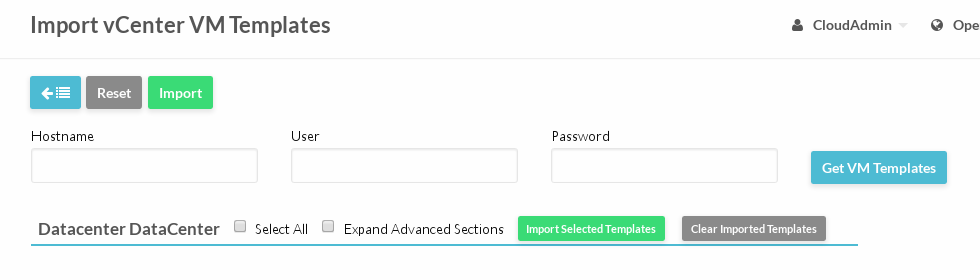 Import vCenter VM Templates
CloudAdmin
Ope
Reset
Import
Hostname
User
Password
Get VM Templates
Datacenter DataCenter
Select All
Expand Advanced Sections
Import Selected Templates
Clear Imported Templates